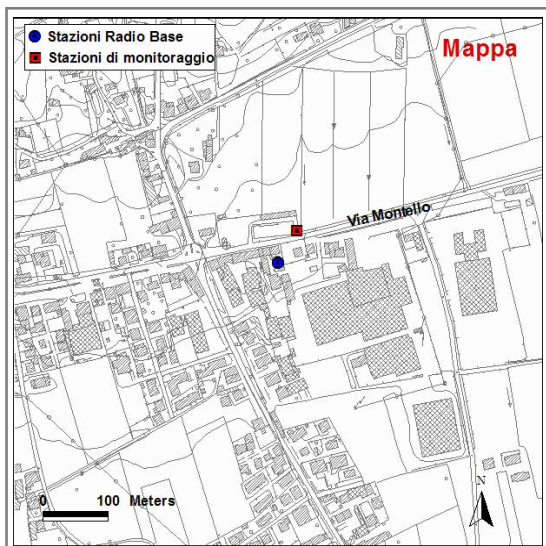 Stazioni Radio Base
Stazioni di monitoraggio
Mappa
Via Montello
0 100 Meters
N